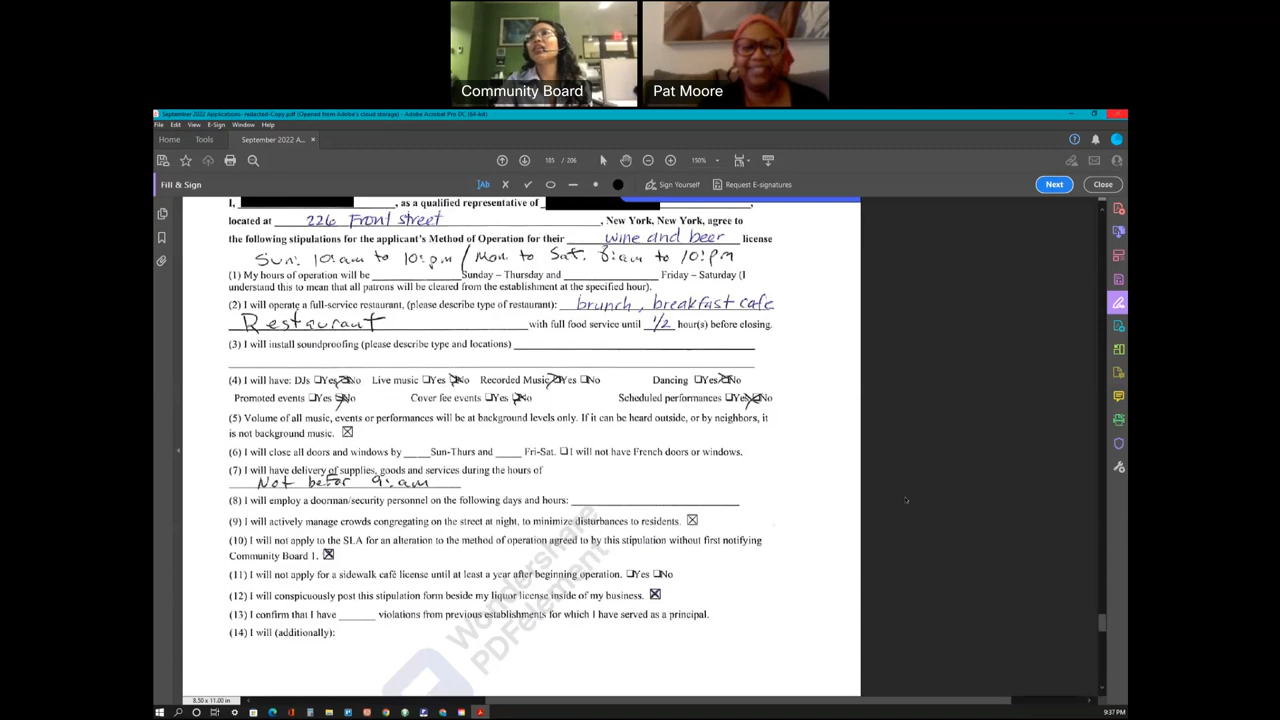 Community Board
Pat Moore
September 2022 Applications- redacted-Copy.pdf (Opened from Adobe's cloud storage) - Adobe Acrobat Pro DC (64-bit)
File Edit View E-Sign Window Help
Home Tools September 2022 A... ×
185 / 206 150%
Fill & Sign Ab Sign Yourself Request E-signatures Next Close
I, , as a qualified representative of ,
located at 226 Front street , New York, New York, agree to
the following stipulations for the applicant's Method of Operation for their wine and beer license
Sun: 10:am to 10:pm / Mon. to Sat. 8:am to 10:pm
(1) My hours of operation will be Sunday – Thursday and Friday – Saturday (I
understand this to mean that all patrons will be cleared from the establishment at the specified hour).
(2) I will operate a full-service restaurant, (please describe type of restaurant): brunch, breakfast cafe
Restaurant with full food service until 1/2 hour(s) before closing.
(3) I will install soundproofing (please describe type and locations)
(4) I will have: DJs ❑Yes ❑No Live music ❑Yes ❑No Recorded Music ❑Yes ❑No Dancing ❑Yes ❑No
Promoted events ❑Yes ❑No Cover fee events ❑Yes ❑No Scheduled performances ❑Yes ❑No
(5) Volume of all music, events or performances will be at background levels only. If it can be heard outside, or by neighbors, it
is not background music. ☒
(6) I will close all doors and windows by ____ Sun-Thurs and ____ Fri-Sat. ❑ I will not have French doors or windows.
(7) I will have delivery of supplies, goods and services during the hours of
Not befor 9:am
(8) I will employ a doorman/security personnel on the following days and hours:
(9) I will actively manage crowds congregating on the street at night, to minimize disturbances to residents. ☒
(10) I will not apply to the SLA for an alteration to the method of operation agreed to by this stipulation without first notifying
Community Board 1. ☒
(11) I will not apply for a sidewalk café license until at least a year after beginning operation. ❑Yes ❑No
(12) I will conspicuously post this stipulation form beside my liquor license inside of my business. ☒
(13) I confirm that I have ______ violations from previous establishments for which I have served as a principal.
(14) I will (additionally):
Wondershare
PDFelement
8.50 x 11.00 in
9:37 PM